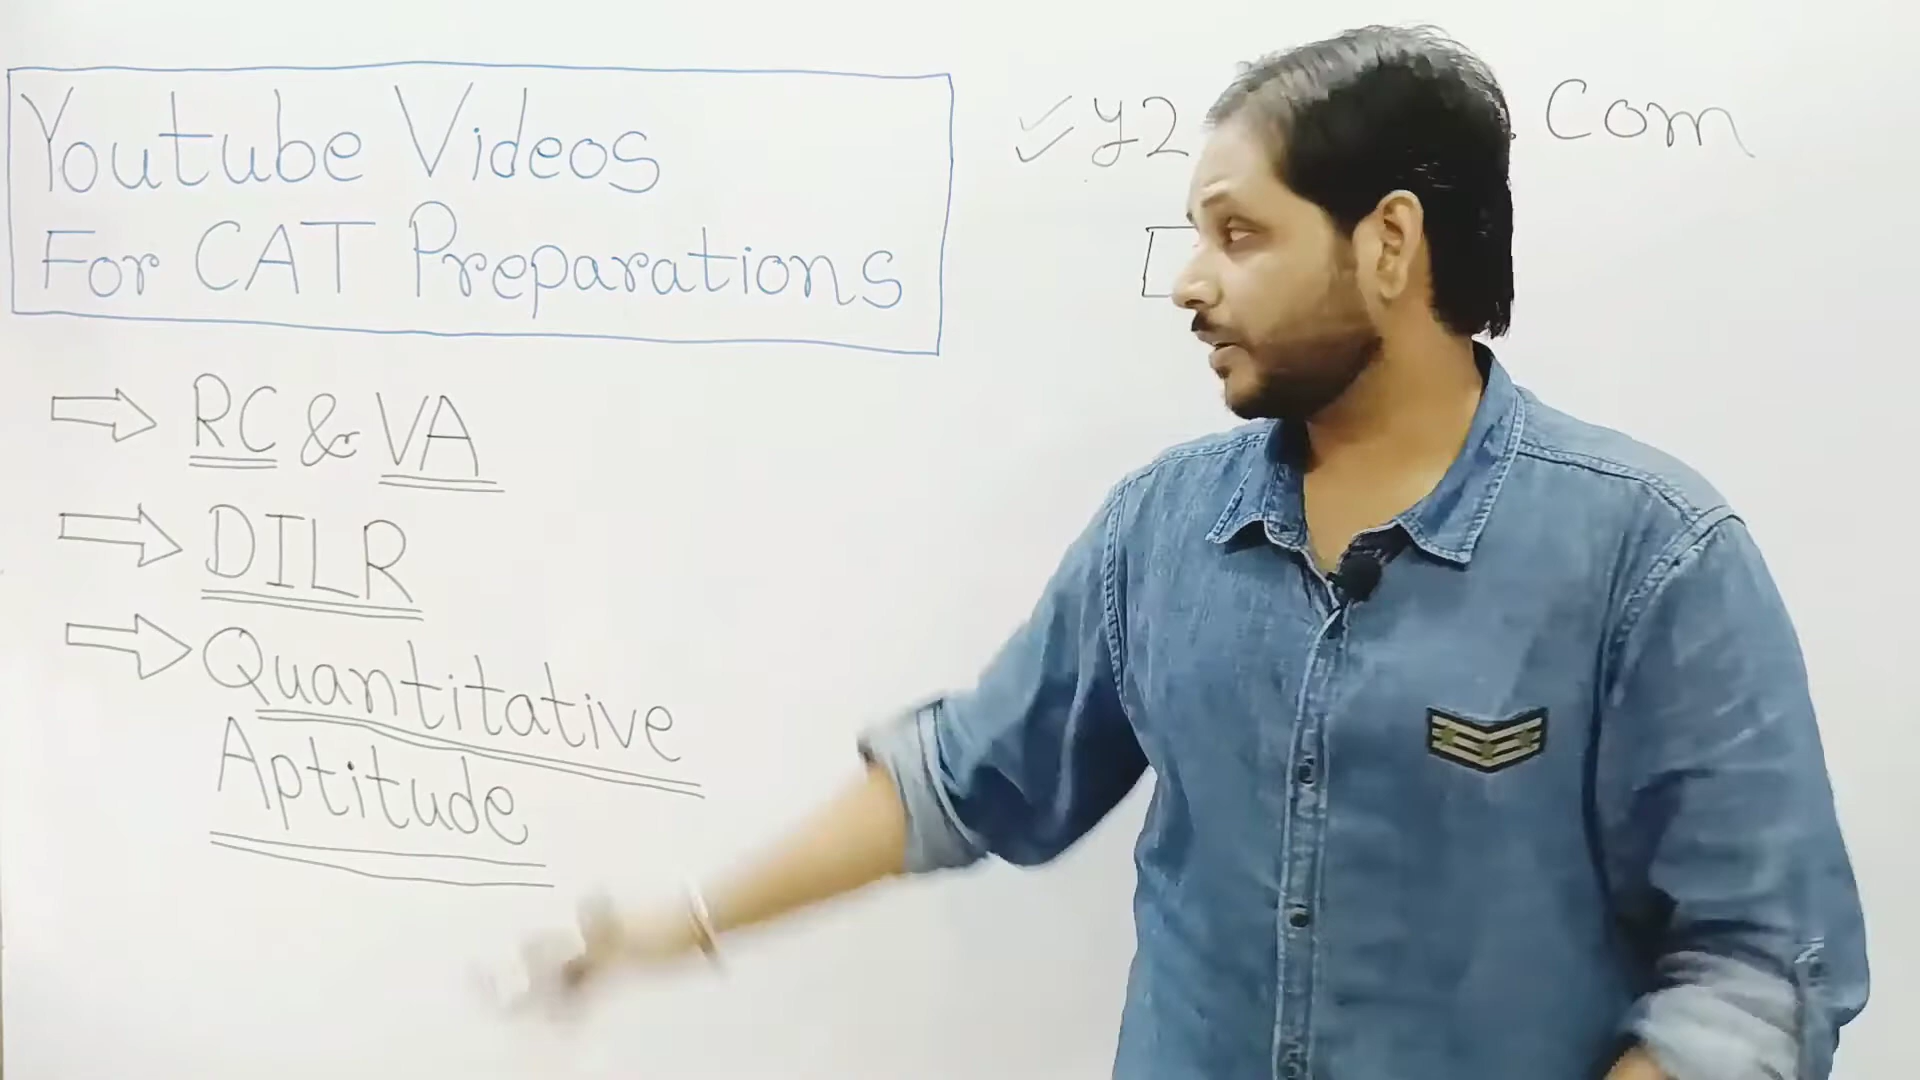 Youtube Videos
For CAT Preparations
RC & VA
DILR
Quantitative
Aptitude
y2 .Com